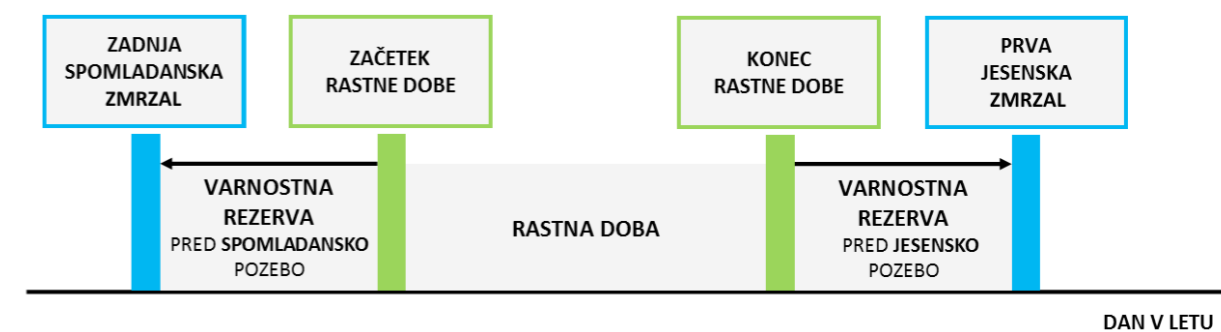 ZADNJA
SPOMLADANSKA
ZMRZAL
ZAČETEK
RASTNE DOBE
KONEC
RASTNE DOBE
PRVA
JESENSKA
ZMRZAL
VARNOSTNA
REZERVA
PRED SPOMLADANSKO
POZEBO
RASTNA DOBA
VARNOSTNA
REZERVA
PRED JESENSKO
POZEBO
DAN V LETU